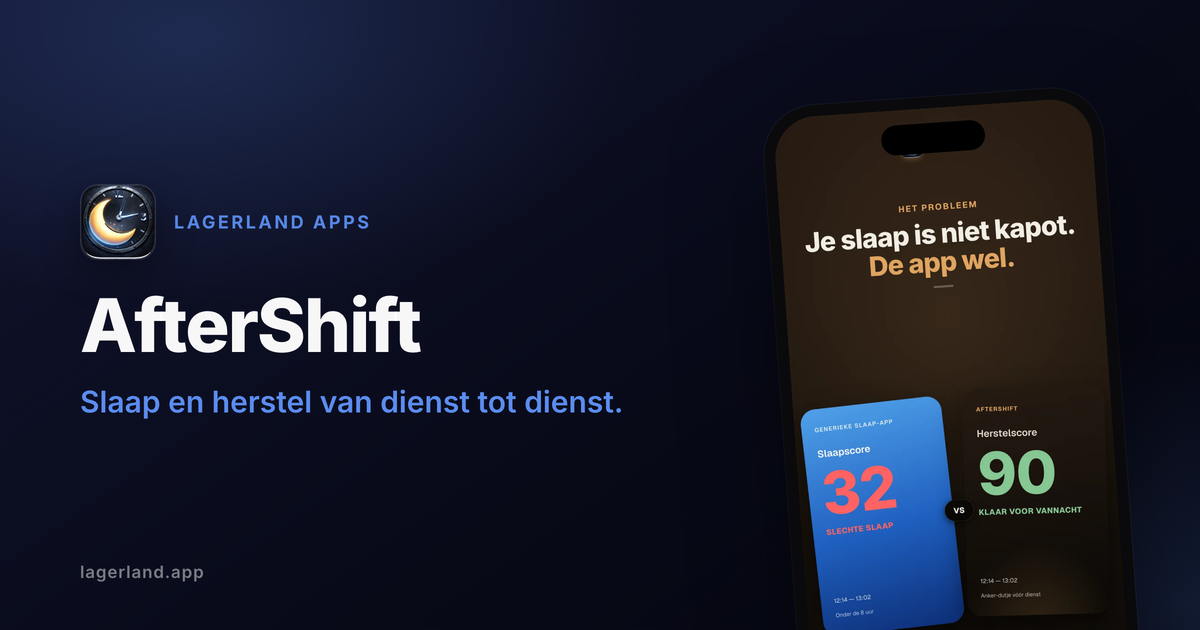 LAGERLAND APPS
AfterShift
Slaap en herstel van dienst tot dienst.
lagerland.app
HET PROBLEEM
Je slaap is niet kapot.
De app wel.
GENERIEKE SLAAP-APP
Slaapscore
32
SLECHTE SLAAP
12:14 — 13:02
Onder de 8 uur
VS
AFTERSHIFT
Herstelscore
90
KLAAR VOOR VANNACHT
12:14 — 13:02
Anker-dutje vóór dienst